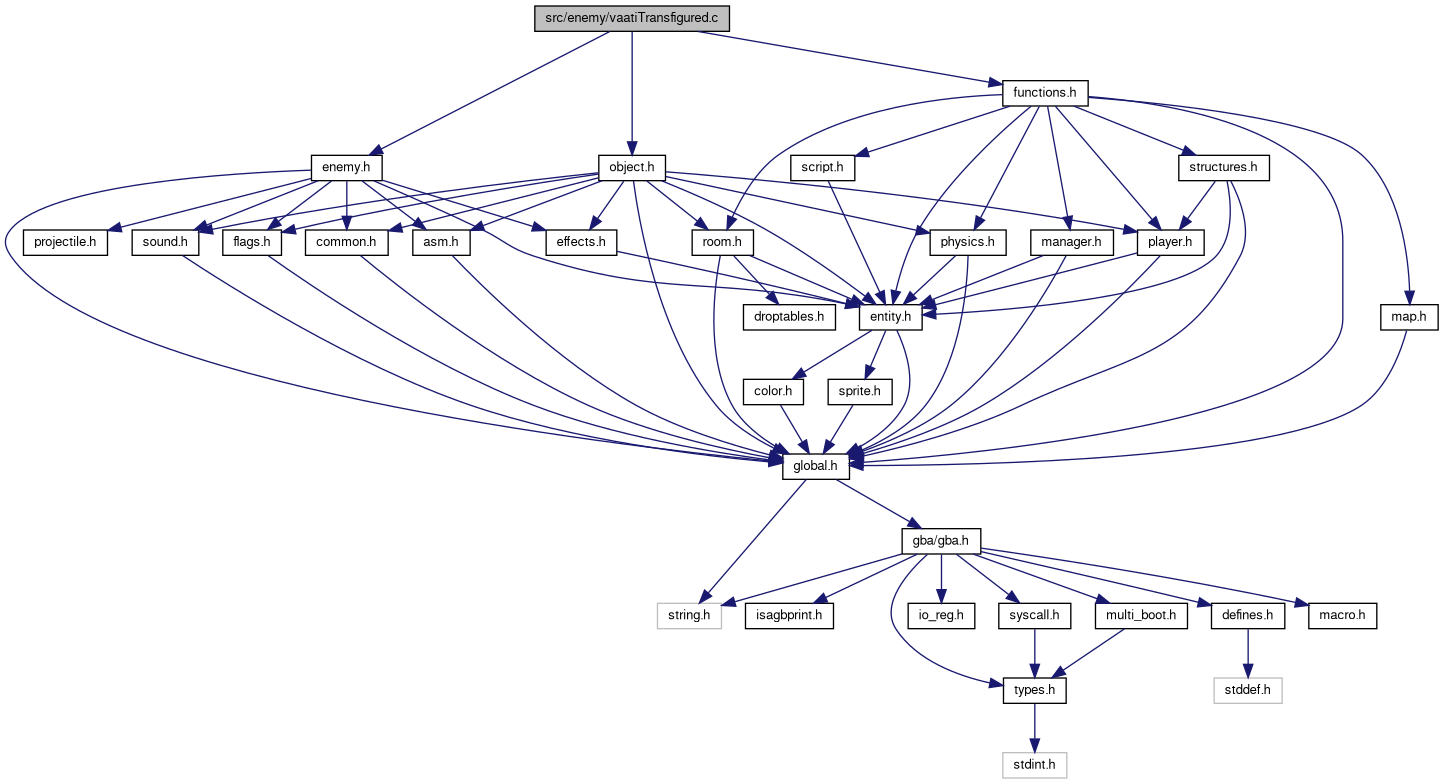 src/enemy/vaatiTransfigured.c
functions.h
enemy.h
object.h
script.h
structures.h
projectile.h
sound.h
flags.h
common.h
asm.h
effects.h
room.h
physics.h
manager.h
player.h
droptables.h
entity.h
map.h
color.h
sprite.h
global.h
gba/gba.h
string.h
isagbprint.h
io_reg.h
syscall.h
multi_boot.h
defines.h
macro.h
types.h
stddef.h
stdint.h